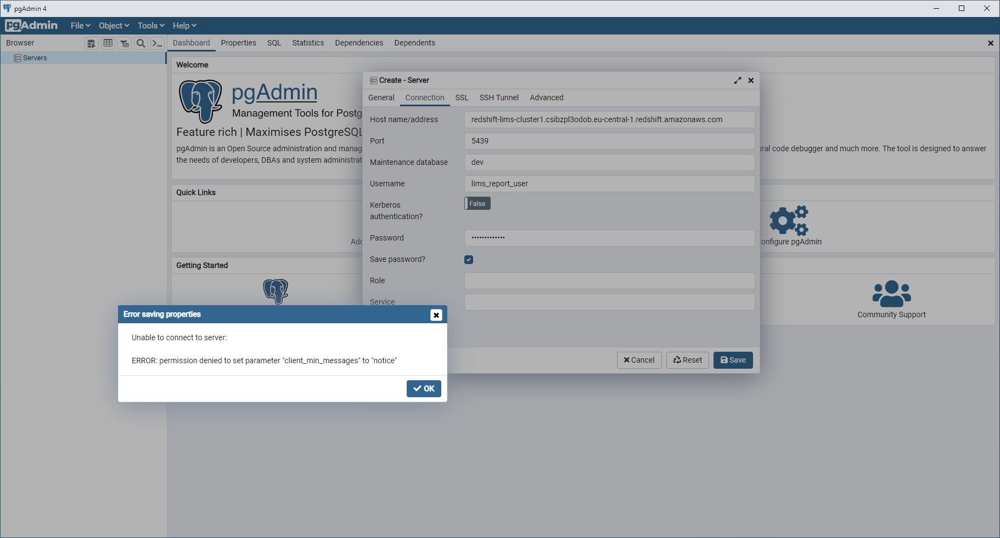 pgAdmin 4
pgAdmin File Object Tools Help
Browser
Dashboard Properties SQL Statistics Dependencies Dependents
Servers
Welcome
pgAdmin
Management Tools for Postg
Feature rich | Maximises PostgreSQL
pgAdmin is an Open Source administration and manag
ural code debugger and much more. The tool is designed to answer
the needs of developers, DBAs and system administrat
Quick Links
Add
Configure pgAdmin
Getting Started
Community Support
Create - Server
General Connection SSL SSH Tunnel Advanced
Host name/address redshift-lims-cluster1.csibzpl3odob.eu-central-1.redshift.amazonaws.com
Port 5439
Maintenance database dev
Username lims_report_user
Kerberos
authentication?
False
Password •••••••••••••
Save password?
Role
Service
Cancel Reset Save
Error saving properties
Unable to connect to server:
ERROR: permission denied to set parameter "client_min_messages" to "notice"
OK